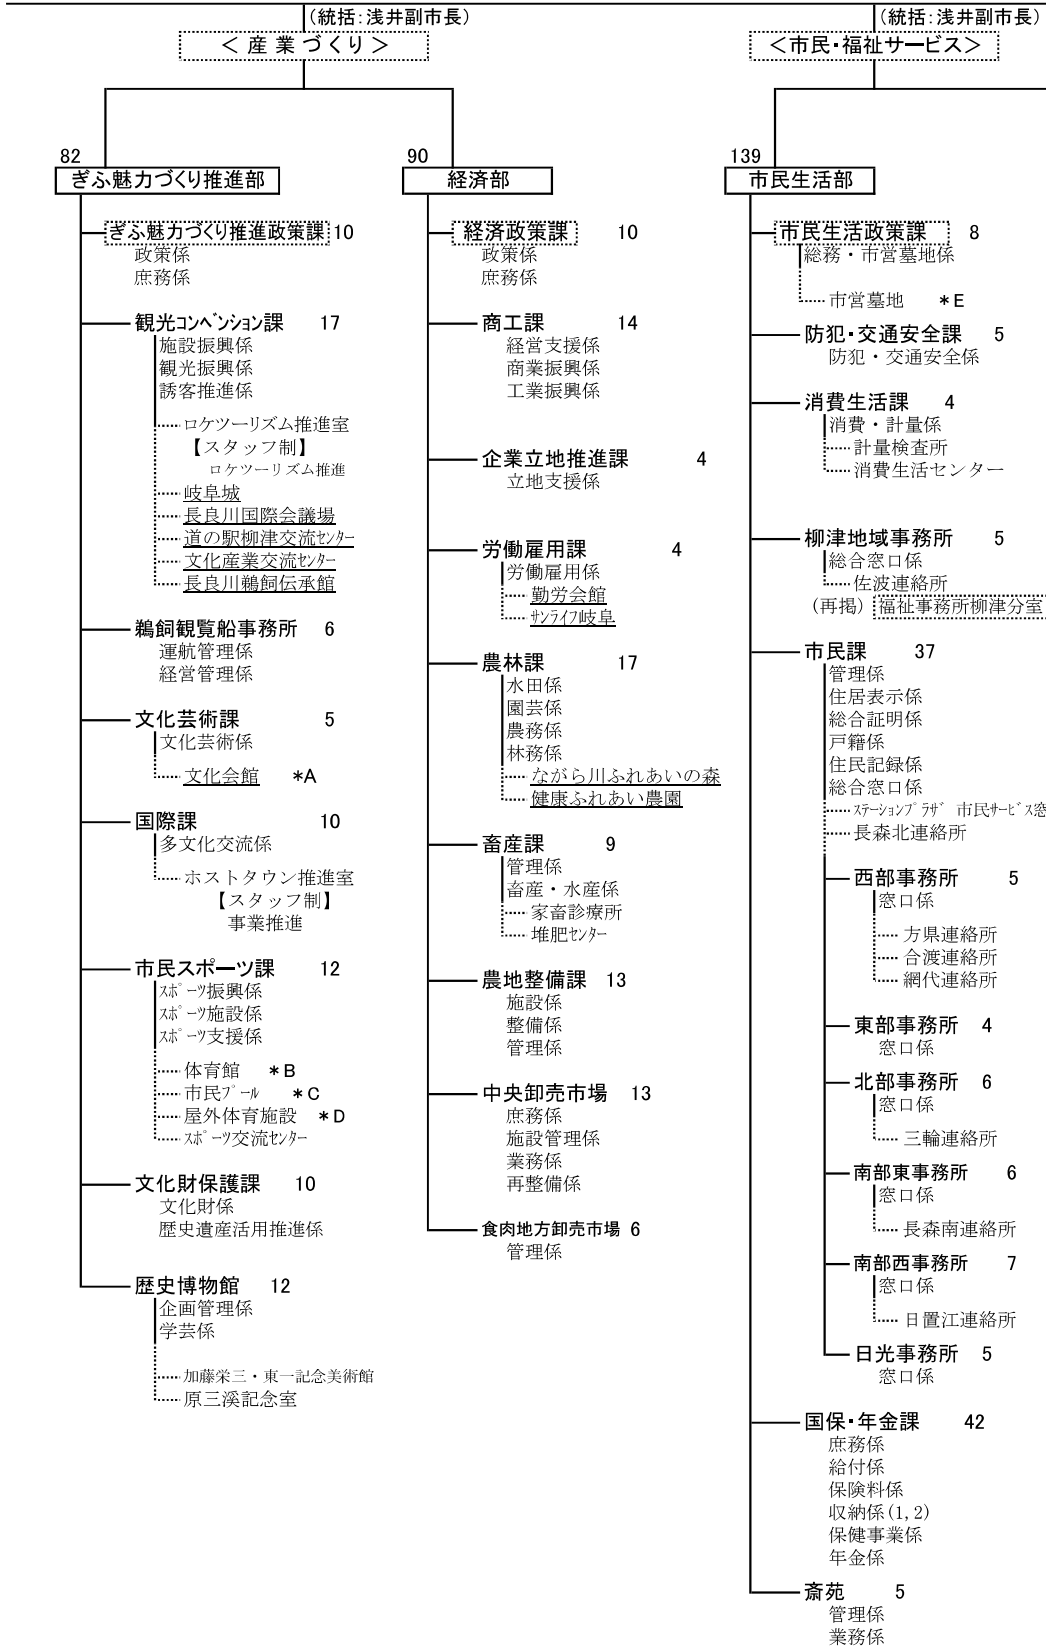 (統括:浅井副市長)
＜産業づくり＞
82
ぎふ魅力づくり推進部
ぎふ魅力づくり推進政策課 10
政策係
庶務係
観光コンベンション課 17
施設振興係
観光振興係
誘客推進係
ロケツーリズム推進室
【スタッフ制】
ロケツーリズム推進
岐阜城
長良川国際会議場
道の駅柳津交流センター
文化産業交流センター
長良川鵜飼伝承館
鵜飼観覧船事務所 6
運航管理係
経営管理係
文化芸術課 5
文化芸術係
文化会館 *A
国際課 10
多文化交流係
ホストタウン推進室
【スタッフ制】
事業推進
市民スポーツ課 12
スポーツ振興係
スポーツ施設係
スポーツ支援係
体育館 *B
市民プール *C
屋外体育施設 *D
スポーツ交流センター
文化財保護課 10
文化財係
歴史遺産活用推進係
歴史博物館 12
企画管理係
学芸係
加藤栄三・東一記念美術館
原三溪記念室
90
経済部
経済政策課 10
政策係
庶務係
商工課 14
経営支援係
商業振興係
工業振興係
企業立地推進課 4
立地支援係
労働雇用課 4
労働雇用係
勤労会館
サンライフ岐阜
農林課 17
水田係
園芸係
農務係
林務係
ながら川ふれあいの森
健康ふれあい農園
畜産課 9
管理係
畜産・水産係
家畜診療所
堆肥センター
農地整備課 13
施設係
整備係
管理係
中央卸売市場 13
庶務係
施設管理係
業務係
再整備係
食肉地方卸売市場 6
管理係
(統括:浅井副市長)
＜市民・福祉サービス＞
139
市民生活部
市民生活政策課 8
総務・市営墓地係
市営墓地 *E
防犯・交通安全課 5
防犯・交通安全係
消費生活課 4
消費・計量係
計量検査所
消費生活センター
柳津地域事務所 5
総合窓口係
佐波連絡所
(再掲) 福祉事務所柳津分室
市民課 37
管理係
住居表示係
総合証明係
戸籍係
住民記録係
総合窓口係
ステーションプラザ 市民サービス窓
長森北連絡所
西部事務所 5
窓口係
方県連絡所
合渡連絡所
網代連絡所
東部事務所 4
窓口係
北部事務所 6
窓口係
三輪連絡所
南部東事務所 6
窓口係
長森南連絡所
南部西事務所 7
窓口係
日置江連絡所
日光事務所 5
窓口係
国保・年金課 42
庶務係
給付係
保険料係
収納係(1,2)
保健事業係
年金係
斎苑 5
管理係
業務係